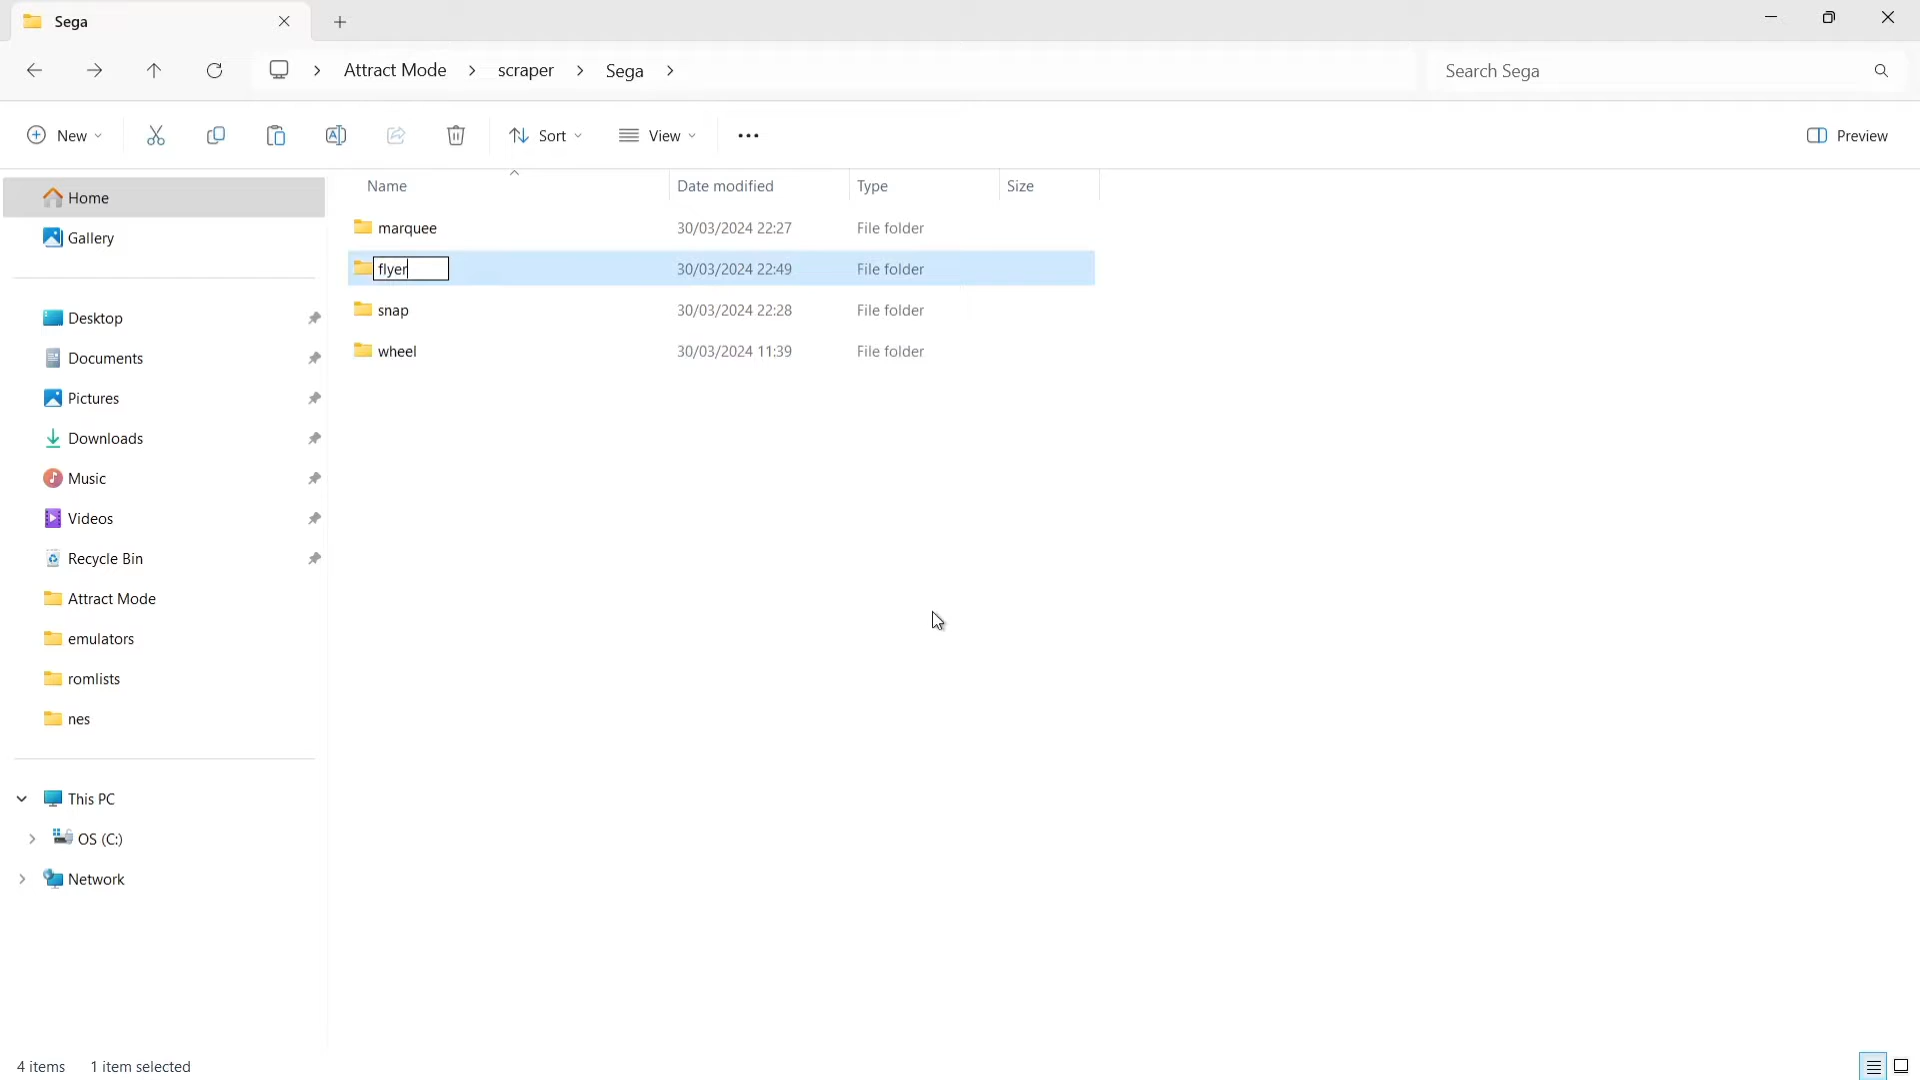 Sega
Attract Mode scraper Sega Search Sega
New Sort View Preview
Name Date modified Type Size
Home
Gallery
Desktop
Documents
Pictures
Downloads
Music
Videos
Recycle Bin
Attract Mode
emulators
romlists
nes
This PC
OS (C:)
Network
marquee 30/03/2024 22:27 File folder
flyer 30/03/2024 22:49 File folder
snap 30/03/2024 22:28 File folder
wheel 30/03/2024 11:39 File folder
4 items 1 item selected